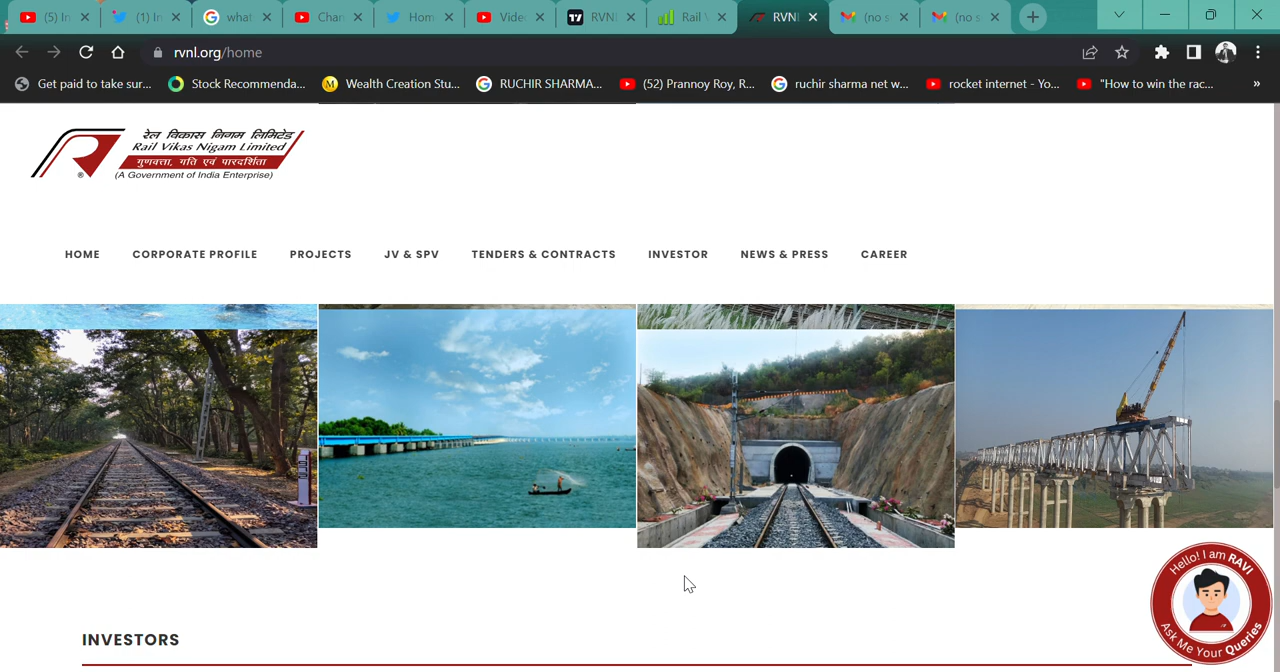 (5) In
(1) In
what
Chan
Hom
Vide
RVNL
Rail V
RVNL
(no s
(no s
rvnl.org/home
Get paid to take sur...
Stock Recommenda...
Wealth Creation Stu...
RUCHIR SHARMA...
(52) Prannoy Roy, R...
ruchir sharma net w...
rocket internet - Yo...
"How to win the rac...
»
रेल विकास निगम लिमिटेड
Rail Vikas Nigam Limited
गुणवत्ता, गति एवं पारदर्शिता
® (A Government of India Enterprise)
HOME CORPORATE PROFILE PROJECTS JV & SPV TENDERS & CONTRACTS INVESTOR NEWS & PRESS CAREER
Hello! I am RAVI
Ask Me Your Queries
INVESTORS